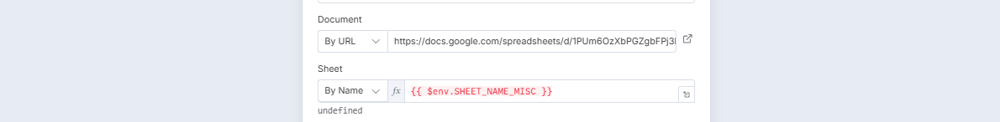 Document
By URL https://docs.google.com/spreadsheets/d/1PUm6OzXbPGZgbFPj3
Sheet
By Name fx {{ $env.SHEET_NAME_MISC }}
undefined